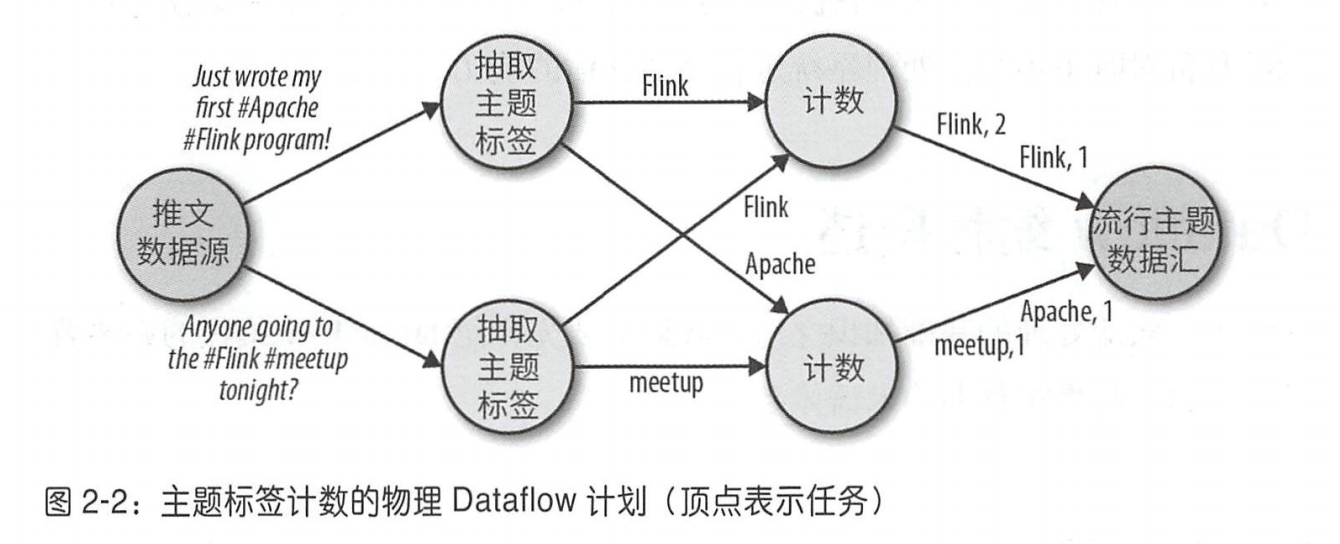 Just wrote my
first #Apache
#Flink program!
推文
数据源
Anyone going to
the #Flink #meetup
tonight?
抽取
主题
标签
抽取
主题
标签
Flink
Flink
Apache
meetup
计数
计数
Flink, 2
Flink, 1
Apache, 1
meetup,1
流行主题
数据汇
图 2-2：主题标签计数的物理 Dataflow 计划（顶点表示任务）